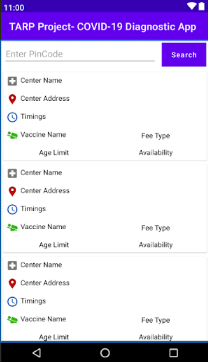 11:00
TARP Project- COVID-19 Diagnostic App
Enter PinCode Search
Center Name
Center Address
Timings
Vaccine Name Fee Type
Age Limit Availability
Center Name
Center Address
Timings
Vaccine Name Fee Type
Age Limit Availability
Center Name
Center Address
Timings
Vaccine Name Fee Type
Age Limit Availability